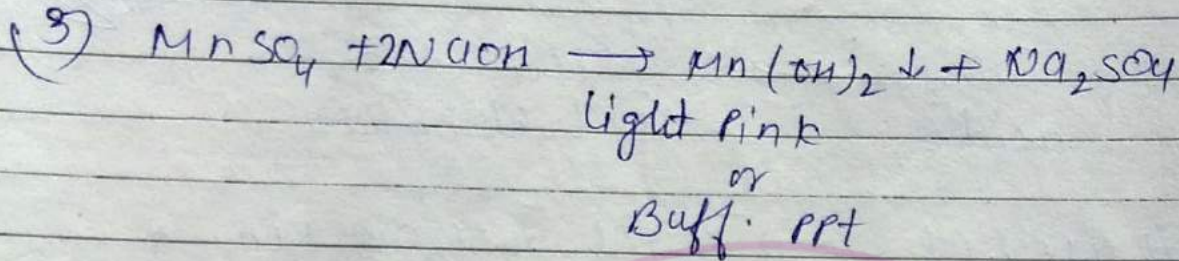 (3) MnSO₄ + 2NaOH ⟶ Mn(OH)₂ ↓ + Na₂SO₄
light Pink
or
Buff. ppt